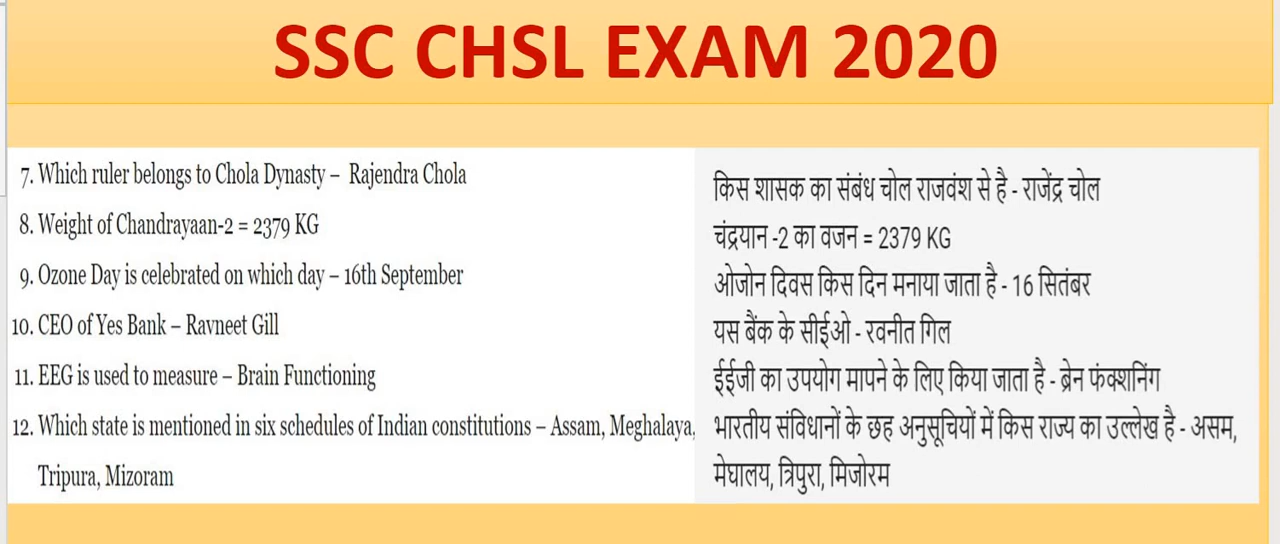 SSC CHSL EXAM 2020
7. Which ruler belongs to Chola Dynasty – Rajendra Chola
8. Weight of Chandrayaan-2 = 2379 KG
9. Ozone Day is celebrated on which day – 16th September
10. CEO of Yes Bank – Ravneet Gill
11. EEG is used to measure – Brain Functioning
12. Which state is mentioned in six schedules of Indian constitutions – Assam, Meghalaya,
Tripura, Mizoram
किस शासक का संबंध चोल राजवंश से है - राजेंद्र चोल
चंद्रयान -2 का वजन = 2379 KG
ओजोन दिवस किस दिन मनाया जाता है - 16 सितंबर
यस बैंक के सीईओ - रवनीत गिल
ईईजी का उपयोग मापने के लिए किया जाता है - ब्रेन फंक्शनिंग
भारतीय संविधानों के छह अनुसूचियों में किस राज्य का उल्लेख है - असम,
मेघालय, त्रिपुरा, मिजोरम